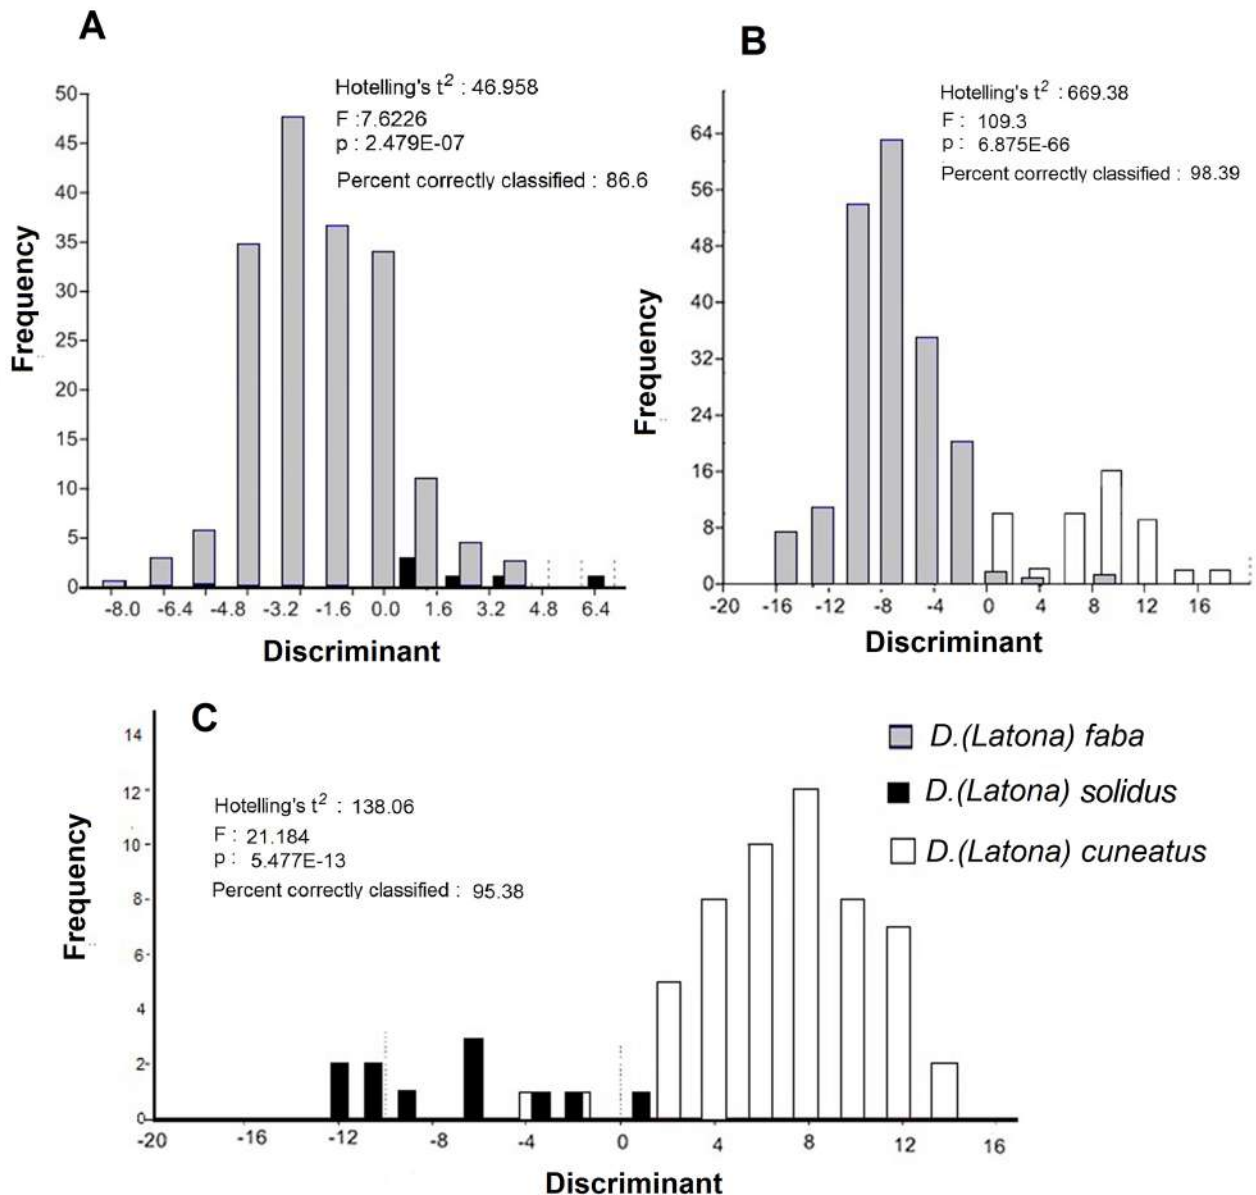 A
Hotelling's t2 : 46.958
F :7.6226
p : 2.479E-07
Percent correctly classified : 86.6
50
45
40
35
30
25
20
15
10
5
0
Frequency
-8.0 -6.4 -4.8 -3.2 -1.6 0.0 1.6 3.2 4.8 6.4
Discriminant
B
Hotelling's t2 : 669.38
F : 109.3
p : 6.875E-66
Percent correctly classified : 98.39
64
56
48
40
32
24
16
8
0
Frequency
-20 -16 -12 -8 -4 0 4 8 12 16
Discriminant
C
Hotelling's t2 : 138.06
F : 21.184
p : 5.477E-13
Percent correctly classified : 95.38
14
12
10
8
6
4
2
0
Frequency
-20 -16 -12 -8 -4 0 4 8 12 16
Discriminant
D.(Latona) faba
D.(Latona) solidus
D.(Latona) cuneatus